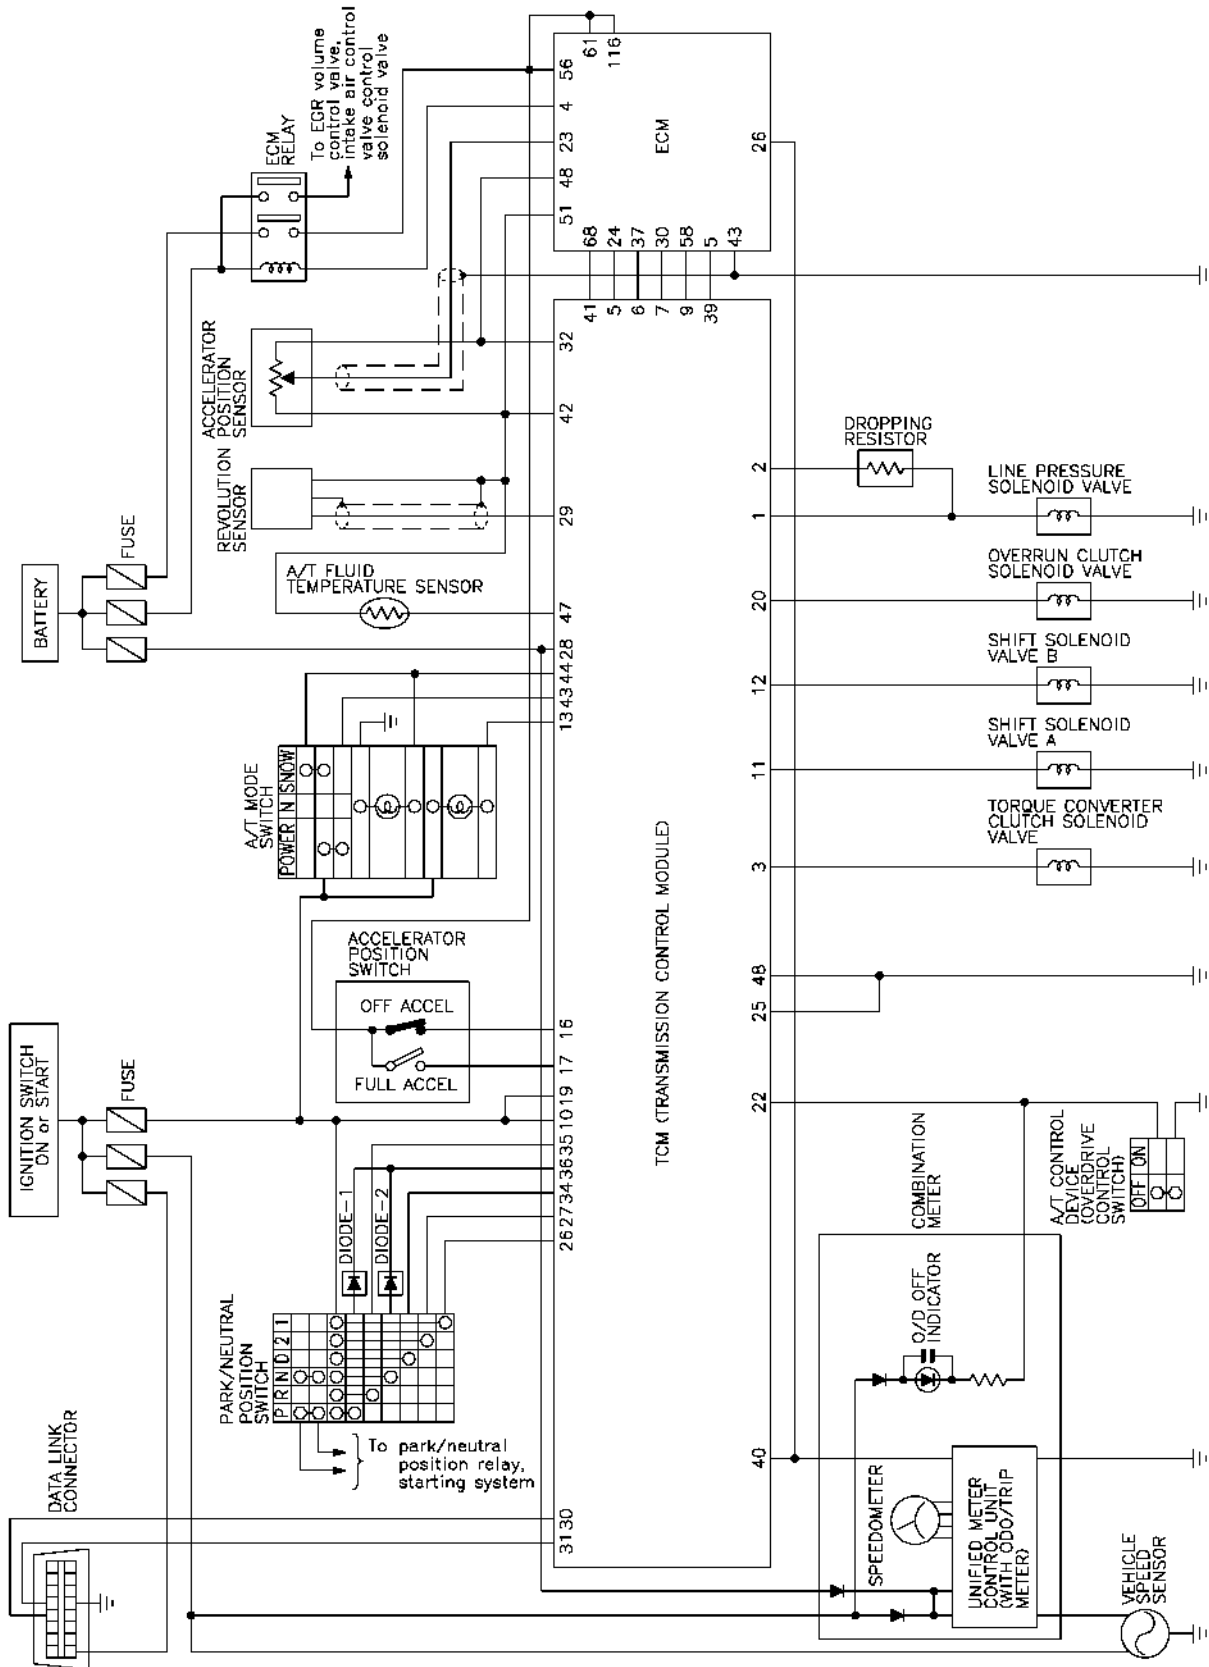 BATTERY
FUSE
IGNITION SWITCH
ON or START
FUSE
DATA LINK
CONNECTOR
ECM
RELAY
To EGR volume
control valve,
intake air control
valve control
solenoid valve
ACCELERATOR
POSITION
SENSOR
REVOLUTION
SENSOR
A/T FLUID
TEMPERATURE SENSOR
A/T MODE
SWITCH
POWER N SNOW
ACCELERATOR
POSITION
SWITCH
OFF ACCEL
FULL ACCEL
PARK/NEUTRAL
POSITION
SWITCH
P R N D 2 1
DIODE-1
DIODE-2
To park/neutral
position relay,
starting system
61
116
56
4
23
48
51
ECM
26
68
24
37
30
58
5
43
41
5
6
7
9
39
32
42
29
47
28
44
43
13
16
17
19
10
35
36
34
27
26
30
31
TCM (TRANSMISSION CONTROL MODULE)
2
1
20
12
11
3
48
25
22
40
DROPPING
RESISTOR
LINE PRESSURE
SOLENOID VALVE
OVERRUN CLUTCH
SOLENOID VALVE
SHIFT SOLENOID
VALVE B
SHIFT SOLENOID
VALVE A
TORQUE CONVERTER
CLUTCH SOLENOID
VALVE
A/T CONTROL
DEVICE
(OVERDRIVE
CONTROL
SWITCH)
OFF ON
COMBINATION
METER
O/D OFF
INDICATOR
SPEEDOMETER
UNIFIED METER
CONTROL UNIT
(WITH ODO/TRIP
METER)
VEHICLE
SPEED
SENSOR